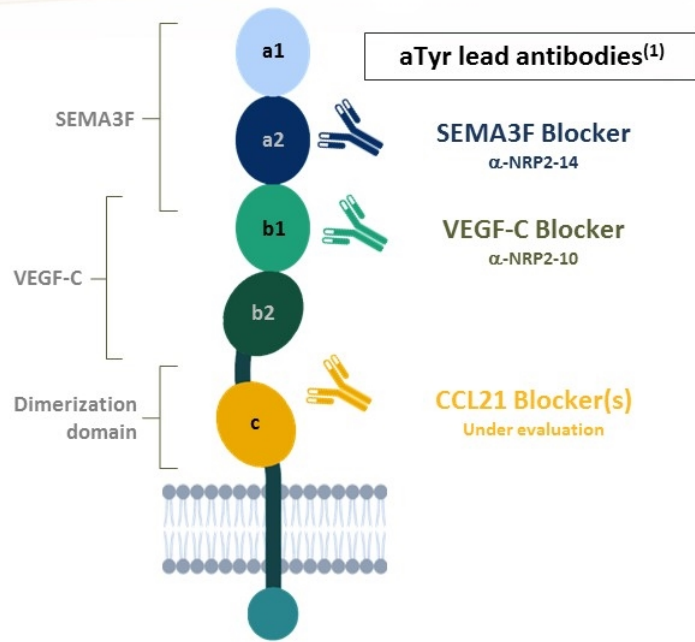 a1
aTyr lead antibodies(1)
SEMA3F
a2
SEMA3F Blocker
α-NRP2-14
b1
VEGF-C Blocker
α-NRP2-10
VEGF-C
b2
Dimerization
domain
c
CCL21 Blocker(s)
Under evaluation